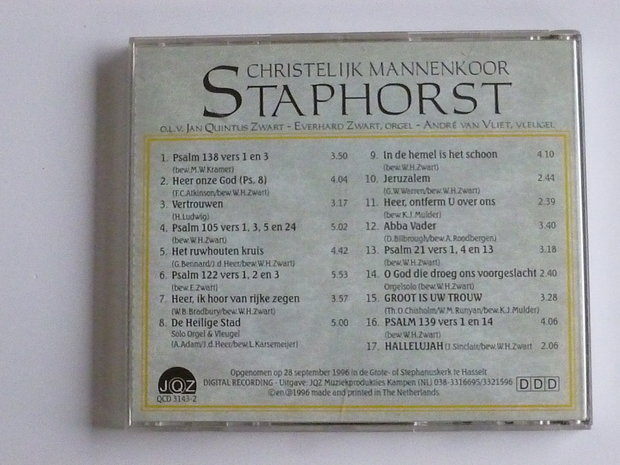 CHRISTELIJK MANNENKOOR
STAPHORST
O.L.V. JAN QUINTUS ZWART - EVERHARD ZWART, ORGEL - ANDRÉ VAN VLIET, VLEUGEL
1. Psalm 138 vers 1 en 3 3.50
(bew.M.W.Kramer)
2. Heer onze God (Ps. 8) 4.04
(F.C.Atkinson/bew.W.H.Zwart)
3. Vertrouwen 3.17
(H.Ludwig)
4. Psalm 105 vers 1, 3, 5 en 24 5.02
(bew.W.H.Zwart)
5. Het ruwhouten kruis 4.42
(G.Bennard/J.d.Heer/bew.W.H.Zwart)
6. Psalm 122 vers 1, 2 en 3 5.53
(bew.E.Zwart)
7. Heer, ik hoor van rijke zegen 3.57
(W.B.Bradbury/bew.W.H.Zwart)
8. De Heilige Stad 5.00
Solo Orgel & Vleugel
(A.Adam/J.d.Heer/bew.L.Karsemeijer)
9. In de hemel is het schoon 4.10
(bew.W.H.Zwart)
10. Jeruzalem 2.44
(G.W.Warren/bew.W.H.Zwart)
11. Heer, ontferm U over ons 2.39
(bew.K.J.Mulder)
12. Abba Vader 3.40
(D.Bilbrough/bew.A.Roodbergen)
13. Psalm 21 vers 1, 4 en 13 3.18
(bew.W.H.Zwart)
14. O God die droeg ons voorgeslacht 2.40
Orgelsolo (bew.W.H.Zwart)
15. GROOT IS UW TROUW 3.28
(Th.O.Chisholm/W.M.Runyan/bew.K.J.Mulder)
16. PSALM 139 vers 1 en 14 4.06
(bew.W.H.Zwart)
17. HALLELUJAH (J.Sinclair/bew.W.H.Zwart 2.06
JQZ
QCD 3143-2
Opgenomen op 28 september 1996 in de Grote- of Stephanuskerk te Hasselt
DIGITAL RECORDING - Uitgave: JQZ Muziekprodukties Kampen (NL) 038-3316695/3321596
©en℗1996 made and printed in The Netherlands
DDD